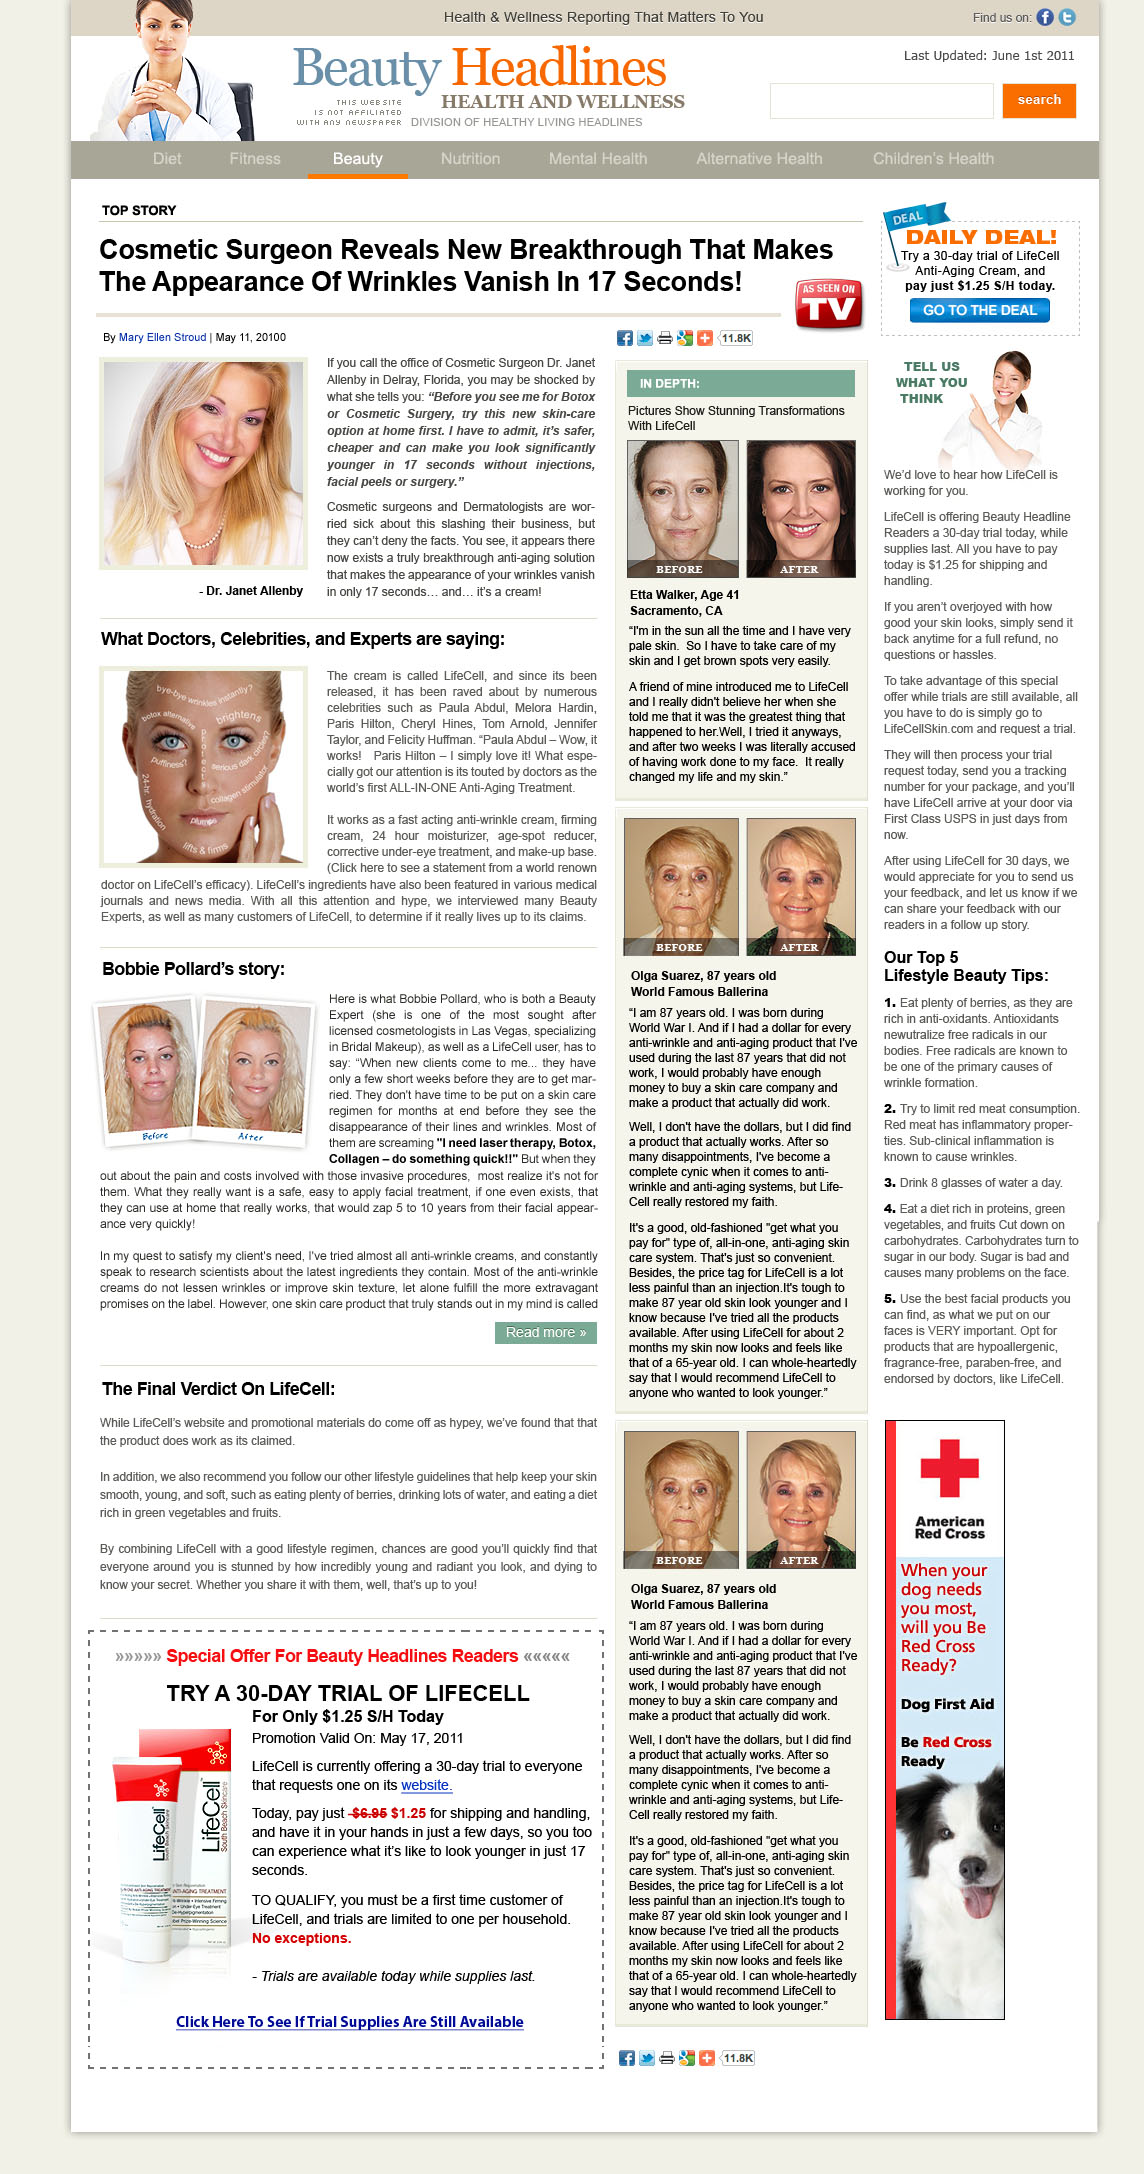 Health & Wellness Reporting That Matters To You
Find us on:
Last Updated: June 1st 2011
Beauty Headlines
HEALTH AND WELLNESS
THIS WEBSITE
IS NOT AFFILIATED
WITH ANY NEWSPAPER
DIVISION OF HEALTHY LIVING HEADLINES
search
Diet Fitness Beauty Nutrition Mental Health Alternative Health Children's Health
TOP STORY
Cosmetic Surgeon Reveals New Breakthrough That Makes
The Appearance Of Wrinkles Vanish In 17 Seconds!
AS SEEN ON
TV
By Mary Ellen Stroud | May 11, 20100
11.8K
If you call the office of Cosmetic Surgeon Dr. Janet
Allenby in Delray, Florida, you may be shocked by
what she tells you: “Before you see me for Botox
or Cosmetic Surgery, try this new skin-care
option at home first. I have to admit, it’s safer,
cheaper and can make you look significantly
younger in 17 seconds without injections,
facial peels or surgery.”
Cosmetic surgeons and Dermatologists are wor-
ried sick about this slashing their business, but
they can’t deny the facts. You see, it appears there
now exists a truly breakthrough anti-aging solution
that makes the appearance of your wrinkles vanish
in only 17 seconds… and… it’s a cream!
- Dr. Janet Allenby
What Doctors, Celebrities, and Experts are saying:
bye-bye wrinkles instantly?
botox alternative
brightens
protects
puffiness?
serious dark circles?
collagen stimulator
24-hr. hydration
plumps
lifts & firms
The cream is called LifeCell, and since its been
released, it has been raved about by numerous
celebrities such as Paula Abdul, Melora Hardin,
Paris Hilton, Cheryl Hines, Tom Arnold, Jennifer
Taylor, and Felicity Huffman. “Paula Abdul – Wow, it
works! Paris Hilton – I simply love it! What espe-
cially got our attention is its touted by doctors as the
world’s first ALL-IN-ONE Anti-Aging Treatment.
It works as a fast acting anti-wrinkle cream, firming
cream, 24 hour moisturizer, age-spot reducer,
corrective under-eye treatment, and make-up base.
(Click here to see a statement from a world renown
doctor on LifeCell’s efficacy). LifeCell’s ingredients have also been featured in various medical
journals and news media. With all this attention and hype, we interviewed many Beauty
Experts, as well as many customers of LifeCell, to determine if it really lives up to its claims.
Bobbie Pollard’s story:
Before
After
Here is what Bobbie Pollard, who is both a Beauty
Expert (she is one of the most sought after
licensed cosmetologists in Las Vegas, specializing
in Bridal Makeup), as well as a LifeCell user, has to
say: “When new clients come to me... they have
only a few short weeks before they are to get mar-
ried. They don't have time to be put on a skin care
regimen for months at end before they see the
disappearance of their lines and wrinkles. Most of
them are screaming "I need laser therapy, Botox,
Collagen – do something quick!!" But when they
out about the pain and costs involved with those invasive procedures, most realize it's not for
them. What they really want is a safe, easy to apply facial treatment, if one even exists, that
they can use at home that really works, that would zap 5 to 10 years from their facial appear-
ance very quickly!
In my quest to satisfy my client's need, I've tried almost all anti-wrinkle creams, and constantly
speak to research scientists about the latest ingredients they contain. Most of the anti-wrinkle
creams do not lessen wrinkles or improve skin texture, let alone fulfill the more extravagant
promises on the label. However, one skin care product that truly stands out in my mind is called
Read more »
The Final Verdict On LifeCell:
While LifeCell’s website and promotional materials do come off as hypey, we’ve found that that
the product does work as its claimed.
In addition, we also recommend you follow our other lifestyle guidelines that help keep your skin
smooth, young, and soft, such as eating plenty of berries, drinking lots of water, and eating a diet
rich in green vegetables and fruits.
By combining LifeCell with a good lifestyle regimen, chances are good you’ll quickly find that
everyone around you is stunned by how incredibly young and radiant you look, and dying to
know your secret. Whether you share it with them, well, that’s up to you!
»»»»» Special Offer For Beauty Headlines Readers «««««
TRY A 30-DAY TRIAL OF LIFECELL
For Only $1.25 S/H Today
Promotion Valid On: May 17, 2011
LifeCell is currently offering a 30-day trial to everyone
that requests one on its website.
Today, pay just $6.95 $1.25 for shipping and handling,
and have it in your hands in just a few days, so you too
can experience what it’s like to look younger in just 17
seconds.
TO QUALIFY, you must be a first time customer of
LifeCell, and trials are limited to one per household.
No exceptions.
- Trials are available today while supplies last.
Click Here To See If Trial Supplies Are Still Available
LifeCell
LifeCell
South Beach Skincare
IN DEPTH:
Pictures Show Stunning Transformations
With LifeCell
BEFORE AFTER
Etta Walker, Age 41
Sacramento, CA
“I'm in the sun all the time and I have very
pale skin. So I have to take care of my
skin and I get brown spots very easily.
A friend of mine introduced me to LifeCell
and I really didn't believe her when she
told me that it was the greatest thing that
happened to her.Well, I tried it anyways,
and after two weeks I was literally accused
of having work done to my face. It really
changed my life and my skin.”
BEFORE AFTER
Olga Suarez, 87 years old
World Famous Ballerina
“I am 87 years old. I was born during
World War I. And if I had a dollar for every
anti-wrinkle and anti-aging product that I've
used during the last 87 years that did not
work, I would probably have enough
money to buy a skin care company and
make a product that actually did work.
Well, I don't have the dollars, but I did find
a product that actually works. After so
many disappointments, I've become a
complete cynic when it comes to anti-
wrinkle and anti-aging systems, but Life-
Cell really restored my faith.
It's a good, old-fashioned "get what you
pay for" type of, all-in-one, anti-aging skin
care system. That's just so convenient.
Besides, the price tag for LifeCell is a lot
less painful than an injection.It's tough to
make 87 year old skin look younger and I
know because I've tried all the products
available. After using LifeCell for about 2
months my skin now looks and feels like
that of a 65-year old. I can whole-heartedly
say that I would recommend LifeCell to
anyone who wanted to look younger.”
BEFORE AFTER
Olga Suarez, 87 years old
World Famous Ballerina
“I am 87 years old. I was born during
World War I. And if I had a dollar for every
anti-wrinkle and anti-aging product that I've
used during the last 87 years that did not
work, I would probably have enough
money to buy a skin care company and
make a product that actually did work.
Well, I don't have the dollars, but I did find
a product that actually works. After so
many disappointments, I've become a
complete cynic when it comes to anti-
wrinkle and anti-aging systems, but Life-
Cell really restored my faith.
It's a good, old-fashioned "get what you
pay for" type of, all-in-one, anti-aging skin
care system. That's just so convenient.
Besides, the price tag for LifeCell is a lot
less painful than an injection.It's tough to
make 87 year old skin look younger and I
know because I've tried all the products
available. After using LifeCell for about 2
months my skin now looks and feels like
that of a 65-year old. I can whole-heartedly
say that I would recommend LifeCell to
anyone who wanted to look younger.”
11.8K
DEAL
DAILY DEAL!
Try a 30-day trial of LifeCell
Anti-Aging Cream, and
pay just $1.25 S/H today.
GO TO THE DEAL
TELL US
WHAT YOU
THINK
We’d love to hear how LifeCell is
working for you.
LifeCell is offering Beauty Headline
Readers a 30-day trial today, while
supplies last. All you have to pay
today is $1.25 for shipping and
handling.
If you aren’t overjoyed with how
good your skin looks, simply send it
back anytime for a full refund, no
questions or hassles.
To take advantage of this special
offer while trials are still available, all
you have to do is simply go to
LifeCellSkin.com and request a trial.
They will then process your trial
request today, send you a tracking
number for your package, and you’ll
have LifeCell arrive at your door via
First Class USPS in just days from
now.
After using LifeCell for 30 days, we
would appreciate for you to send us
your feedback, and let us know if we
can share your feedback with our
readers in a follow up story.
Our Top 5
Lifestyle Beauty Tips:
1. Eat plenty of berries, as they are
rich in anti-oxidants. Antioxidants
newutralize free radicals in our
bodies. Free radicals are known to
be one of the primary causes of
wrinkle formation.
2. Try to limit red meat consumption.
Red meat has inflammatory proper-
ties. Sub-clinical inflammation is
known to cause wrinkles.
3. Drink 8 glasses of water a day.
4. Eat a diet rich in proteins, green
vegetables, and fruits Cut down on
carbohydrates. Carbohydrates turn to
sugar in our body. Sugar is bad and
causes many problems on the face.
5. Use the best facial products you
can find, as what we put on our
faces is VERY important. Opt for
products that are hypoallergenic,
fragrance-free, paraben-free, and
endorsed by doctors, like LifeCell.
American
Red Cross
When your
dog needs
you most,
will you Be
Red Cross
Ready?
Dog First Aid
Be Red Cross
Ready